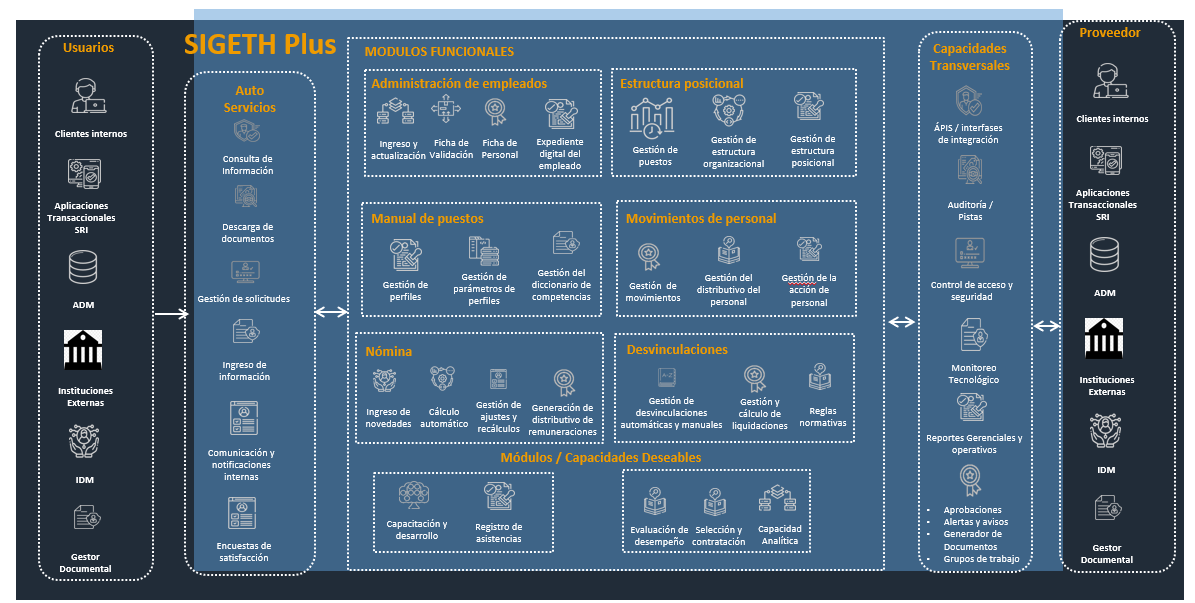 Usuarios
Clientes internos
Aplicaciones
Transaccionales
SRI
ADM
Instituciones
Externas
IDM
Gestor
Documental
SIGETH Plus
Auto
Servicios
Consulta de
Información
Descarga de
documentos
Gestión de solicitudes
Ingreso de
información
Comunicación y
notificaciones
internas
Encuestas de
satisfacción
MODULOS FUNCIONALES
Administración de empleados
Ingreso y
actualización
Ficha de
Validación
Ficha de
Personal
Expediente
digital del
empleado
Estructura posicional
Gestión de
puestos
Gestión de
estructura
organizacional
Gestión de
estructura
posicional
Manual de puestos
Gestión de
perfiles
Gestión de
parámetros de
perfiles
Gestión del
diccionario de
competencias
Movimientos de personal
Gestión de
movimientos
Gestión del
distributivo del
personal
Gestión de la
acción de
personal
Nómina
Ingreso de
novedades
Cálculo
automático
Gestión de
ajustes y
recálculos
Generación de
distributivo de
remuneraciones
Desvinculaciones
A-Z
Gestión de
desvinculaciones
automáticas y manuales
Gestión y
cálculo de
liquidaciones
Reglas
normativas
Módulos / Capacidades Deseables
Capacitación y
desarrollo
Registro de
asistencias
Evaluación de
desempeño
Selección y
contratación
Capacidad
Analítica
Capacidades
Transversales
ÁPIS / interfases
de integración
Auditoría /
Pistas
Control de acceso y
seguridad
Monitoreo
Tecnológico
Reportes Gerenciales y
operativos
- Aprobaciones
- Alertas y avisos
- Generador de
Documentos
- Grupos de trabajo
Proveedor
Clientes internos
Aplicaciones
Transaccionales
SRI
ADM
Instituciones
Externas
IDM
Gestor
Documental